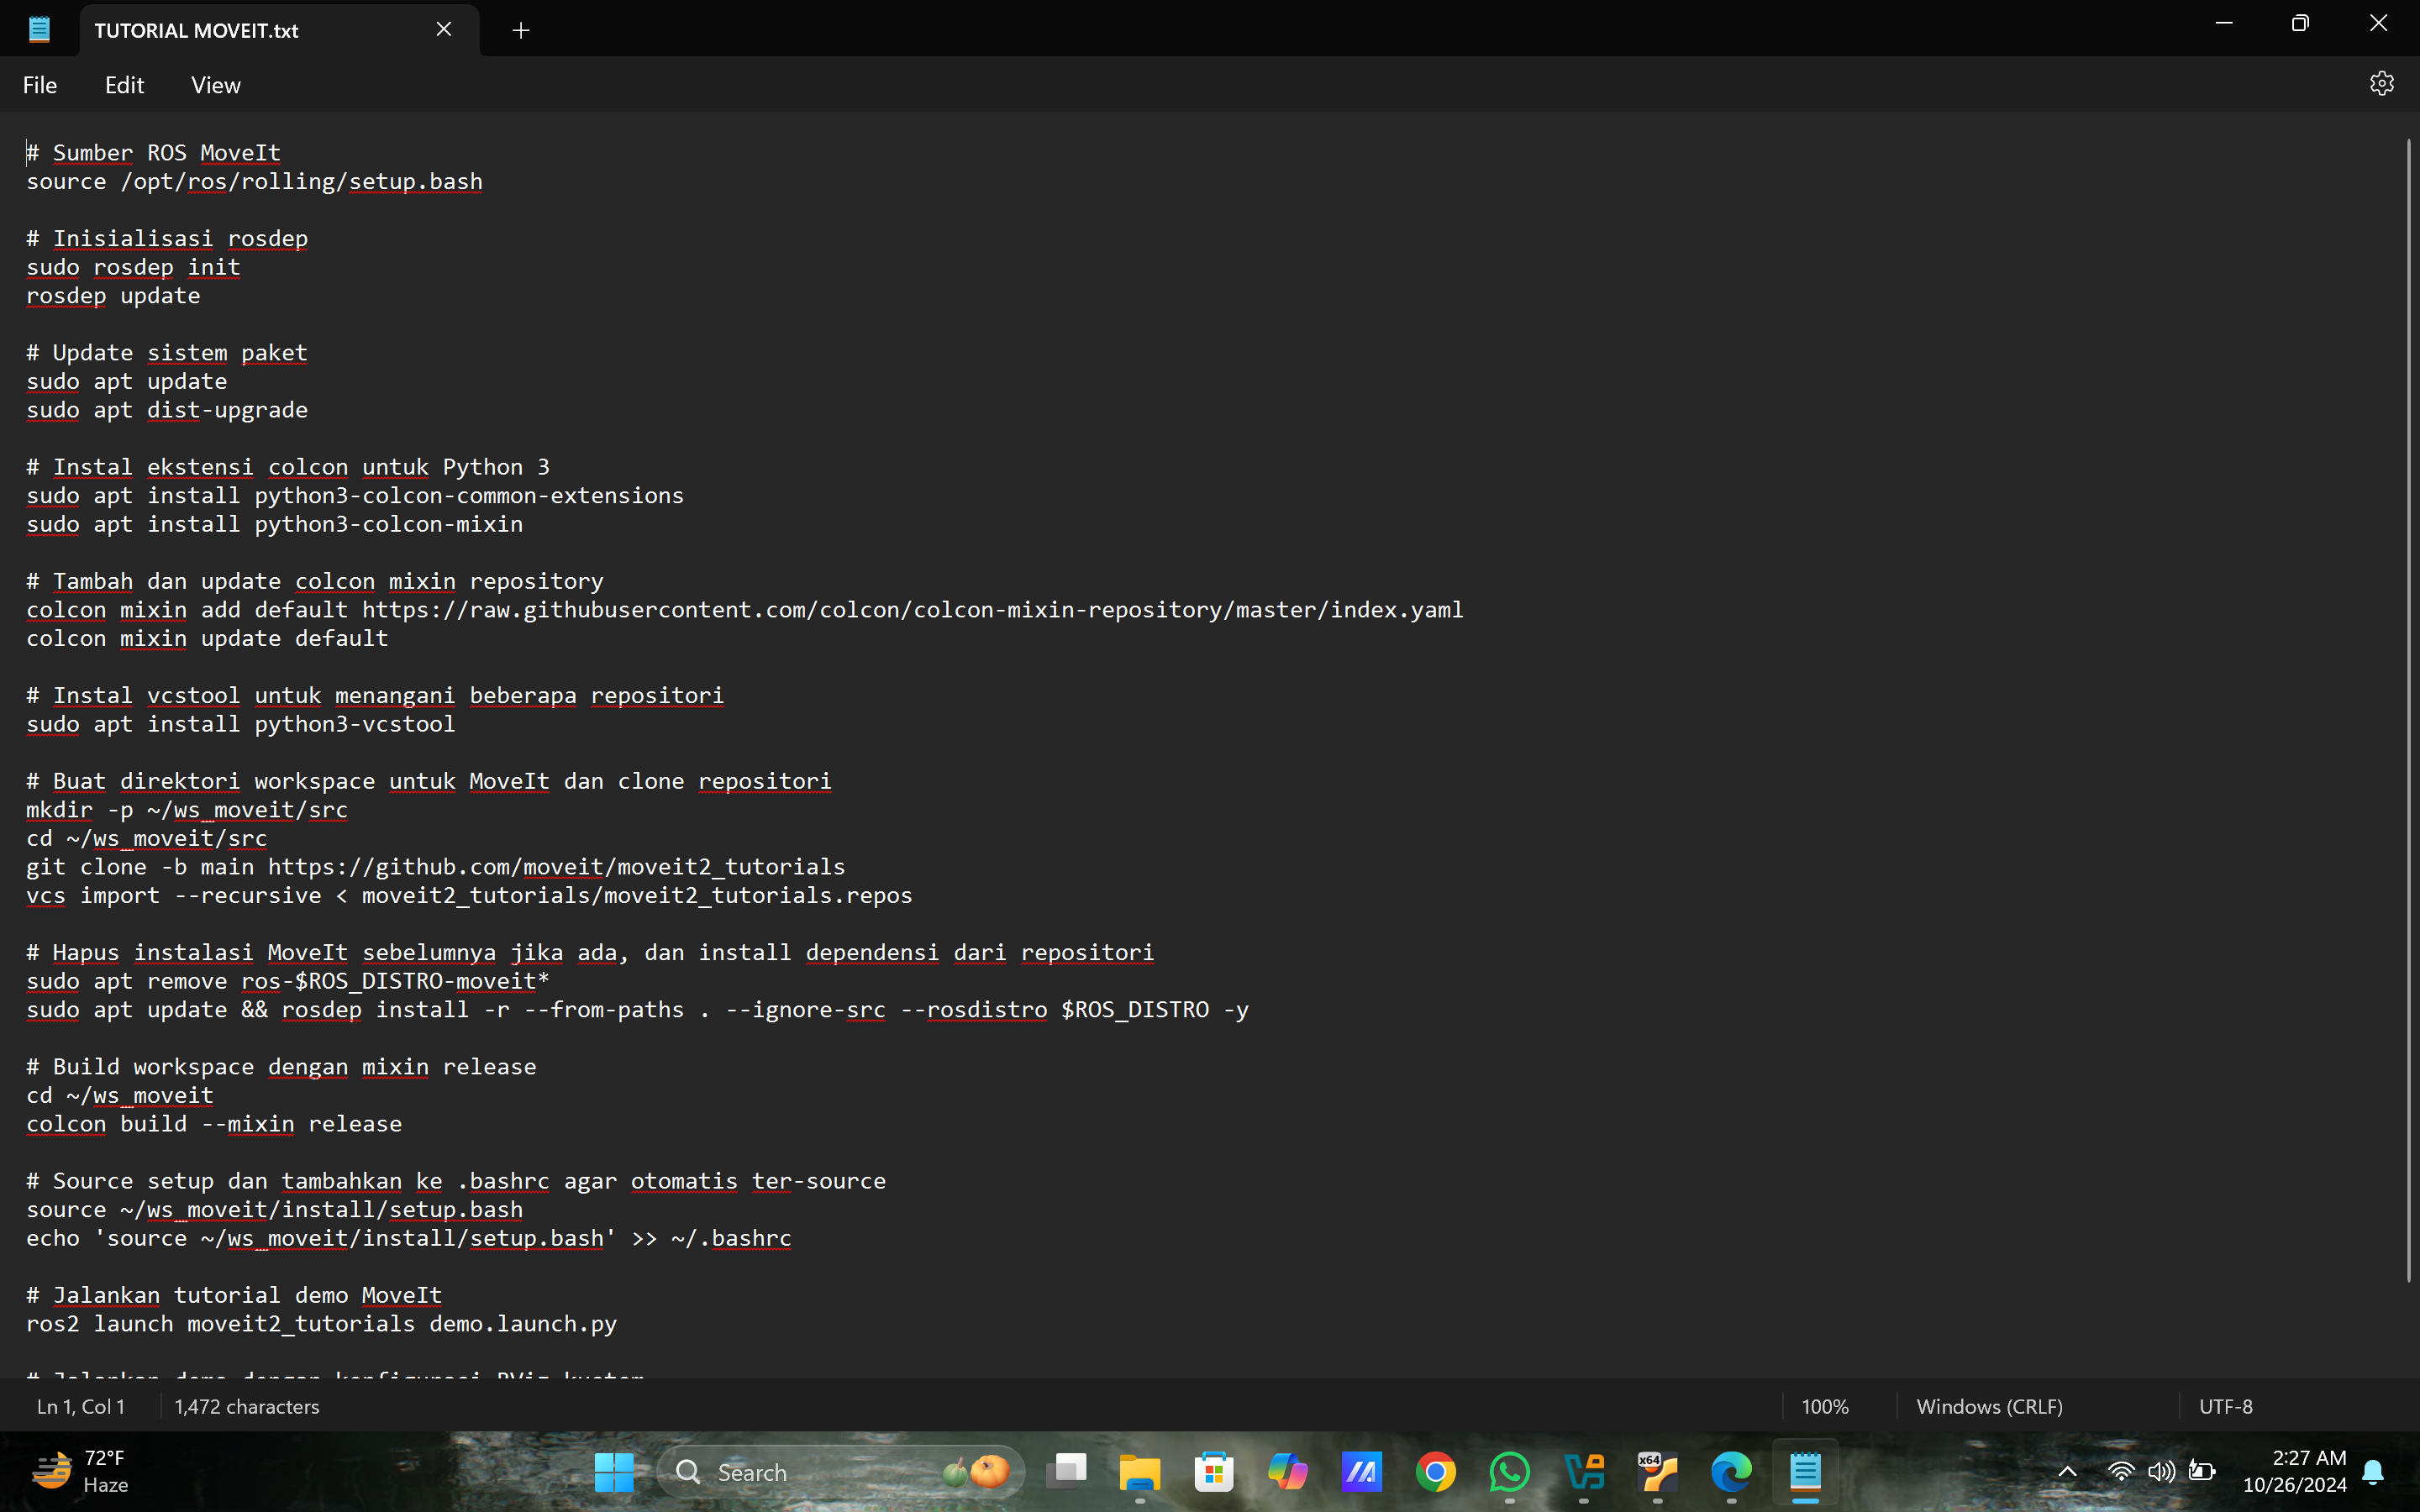 TUTORIAL MOVEIT.txt
File Edit View
# Sumber ROS MoveIt
source /opt/ros/rolling/setup.bash
# Inisialisasi rosdep
sudo rosdep init
rosdep update
# Update sistem paket
sudo apt update
sudo apt dist-upgrade
# Instal ekstensi colcon untuk Python 3
sudo apt install python3-colcon-common-extensions
sudo apt install python3-colcon-mixin
# Tambah dan update colcon mixin repository
colcon mixin add default https://raw.githubusercontent.com/colcon/colcon-mixin-repository/master/index.yaml
colcon mixin update default
# Instal vcstool untuk menangani beberapa repositori
sudo apt install python3-vcstool
# Buat direktori workspace untuk MoveIt dan clone repositori
mkdir -p ~/ws_moveit/src
cd ~/ws_moveit/src
git clone -b main https://github.com/moveit/moveit2_tutorials
vcs import --recursive < moveit2_tutorials/moveit2_tutorials.repos
# Hapus instalasi MoveIt sebelumnya jika ada, dan install dependensi dari repositori
sudo apt remove ros-$ROS_DISTRO-moveit*
sudo apt update && rosdep install -r --from-paths . --ignore-src --rosdistro $ROS_DISTRO -y
# Build workspace dengan mixin release
cd ~/ws_moveit
colcon build --mixin release
# Source setup dan tambahkan ke .bashrc agar otomatis ter-source
source ~/ws_moveit/install/setup.bash
echo 'source ~/ws_moveit/install/setup.bash' >> ~/.bashrc
# Jalankan tutorial demo MoveIt
ros2 launch moveit2_tutorials demo.launch.py
# Jalankan demo dengan konfigurasi RViz kustom
Ln 1, Col 1 1,472 characters 100% Windows (CRLF) UTF-8
72°F
Haze
Search
x64
2:27 AM
10/26/2024